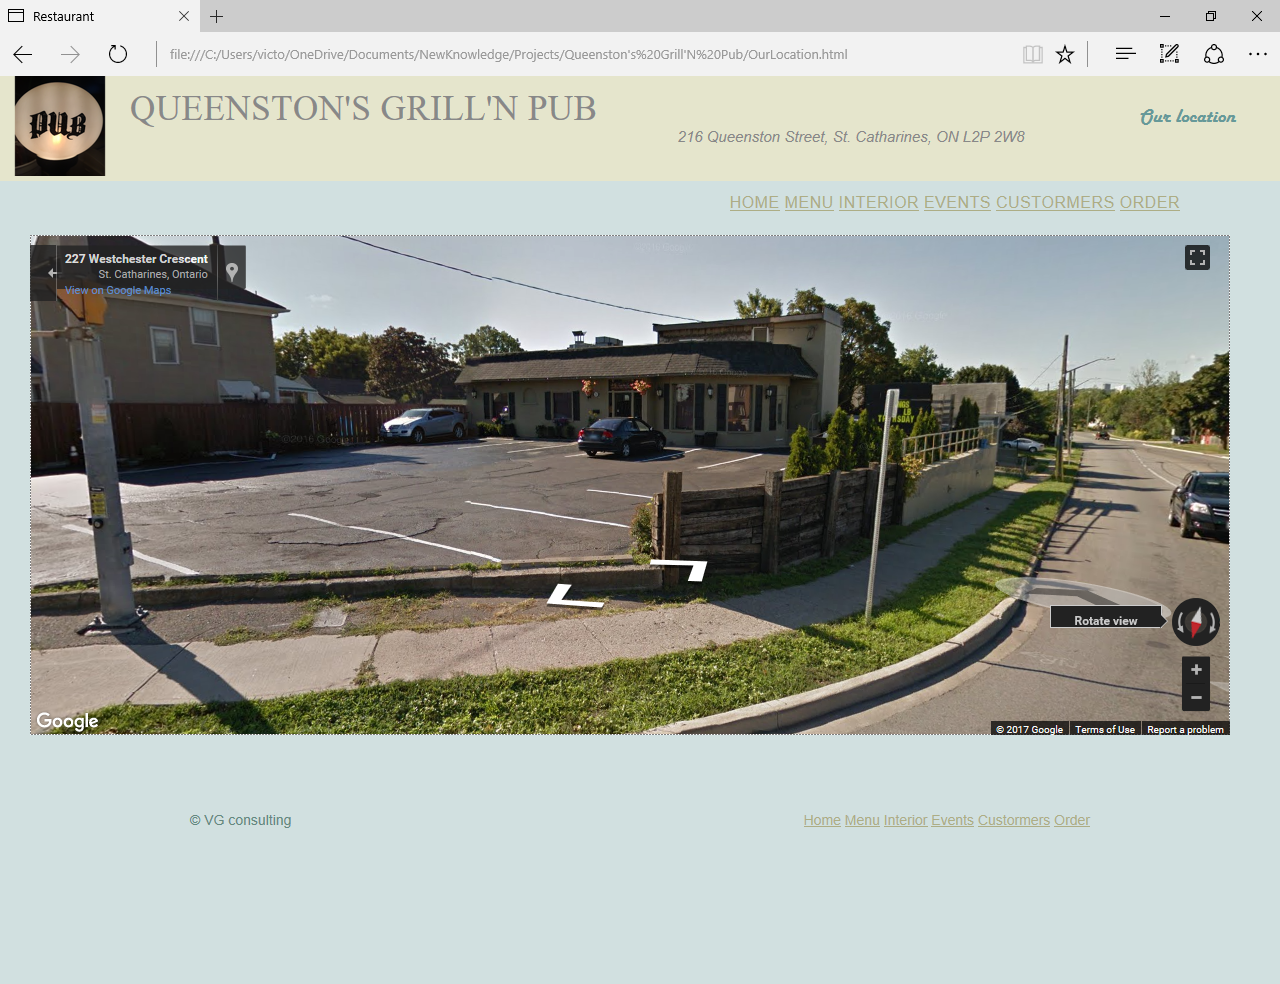 Restaurant
file:///C:/Users/victo/OneDrive/Documents/NewKnowledge/Projects/Queenston's%20Grill'N%20Pub/OurLocation.html
PUB
QUEENSTON'S GRILL'N PUB
216 Queenston Street, St. Catharines, ON L2P 2W8
Our location
HOME MENU INTERIOR EVENTS CUSTORMERS ORDER
227 Westchester Crescent
St. Catharines, Ontario
View on Google Maps
©2016 Google
Rotate view
Google
© 2017 Google Terms of Use Report a problem
© VG consulting
Home Menu Interior Events Custormers Order